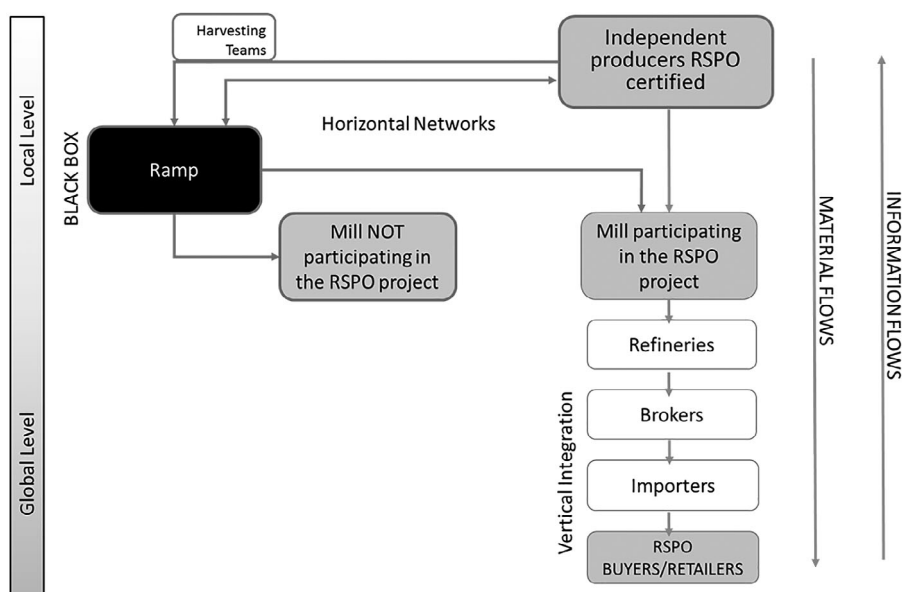 Harvesting
Teams
Independent
producers RSPO
certified
Local Level
BLACK BOX
Horizontal Networks
Ramp
Mill NOT
participating in
the RSPO project
Mill participating
in the RSPO
project
MATERIAL FLOWS
INFORMATION FLOWS
Refineries
Global Level
Vertical Integration
Brokers
Importers
RSPO
BUYERS/RETAILERS